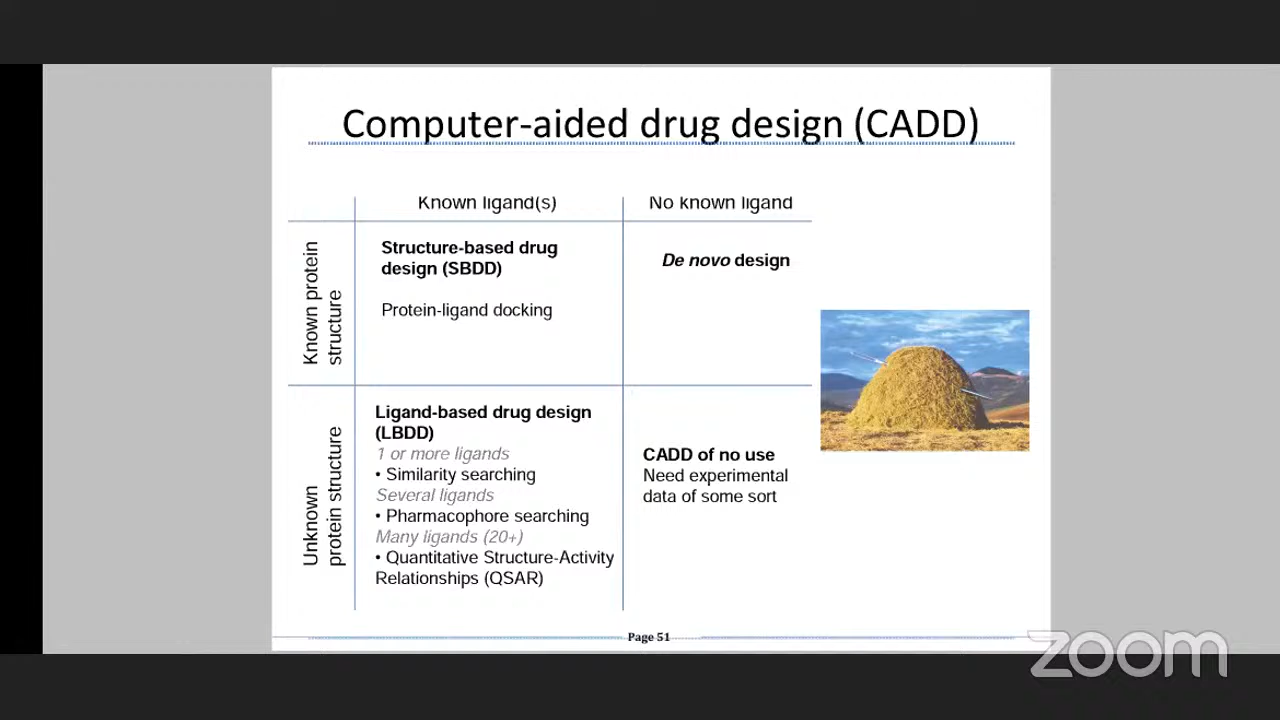 Computer-aided drug design (CADD)
Known ligand(s)
No known ligand
Known protein
structure
Structure-based drug
design (SBDD)
Protein-ligand docking
De novo design
Unknown
protein structure
Ligand-based drug design
(LBDD)
1 or more ligands
• Similarity searching
Several ligands
• Pharmacophore searching
Many ligands (20+)
• Quantitative Structure-Activity
Relationships (QSAR)
CADD of no use
Need experimental
data of some sort
Page 51
zoom